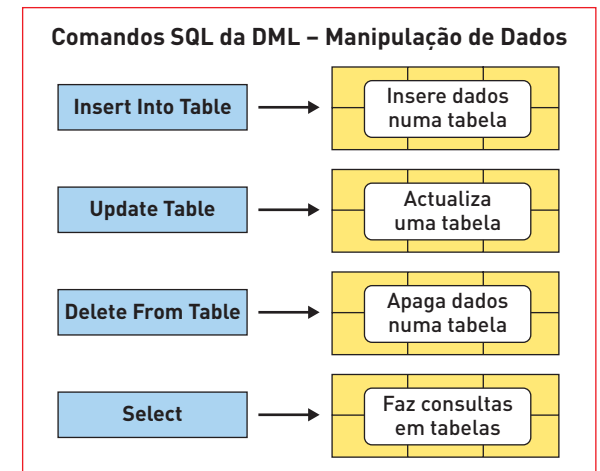 Comandos SQL da DML – Manipulação de Dados
Insert Into Table
Insere dados
numa tabela
Update Table
Actualiza
uma tabela
Delete From Table
Apaga dados
numa tabela
Select
Faz consultas
em tabelas